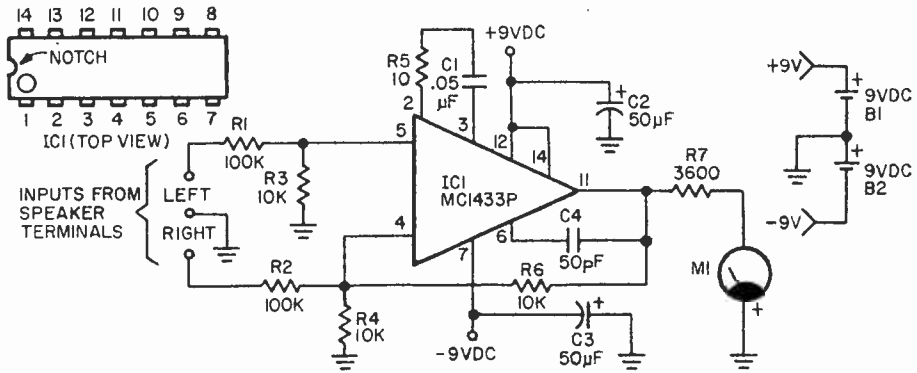 14 13 12 11 10 9 8
NOTCH
1 2 3 4 5 6 7
IC1 (TOP VIEW)
INPUTS FROM
SPEAKER
TERMINALS
LEFT
RIGHT
R1
100K
R3
10K
R2
100K
R4
10K
R5
10
C1
.05
µF
2
3
5
4
IC1
MC1433P
12
14
11
6
7
+9VDC
+
C2
50µF
C4
50pF
R6
10K
-9VDC
+
C3
50µF
R7
3600
M1
+
+9V
+
9VDC
B1
+
9VDC
B2
-9V